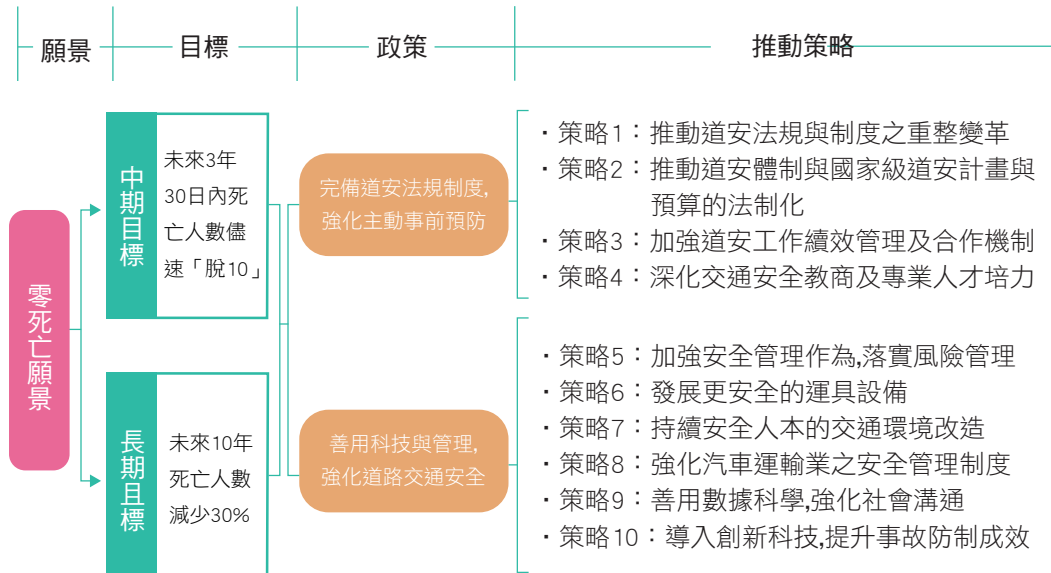 願景
目標
政策
推動策略
零死亡願景
中期目標
未來3年
30日內死
亡人數儘
速「脫10」
長期且標
未來10年
死亡人數
減少30%
完備道安法規制度,
強化主動事前預防
善用科技與管理,
強化道路交通安全
・策略1：推動道安法規與制度之重整變革
・策略2：推動道安體制與國家級道安計畫與
預算的法制化
・策略3：加強道安工作績效管理及合作機制
・策略4：深化交通安全教商及專業人才培力
・策略5：加強安全管理作為,落實風險管理
・策略6：發展更安全的運具設備
・策略7：持續安全人本的交通環境改造
・策略8：強化汽車運輸業之安全管理制度
・策略9：善用數據科學,強化社會溝通
・策略10：導入創新科技,提升事故防制成效